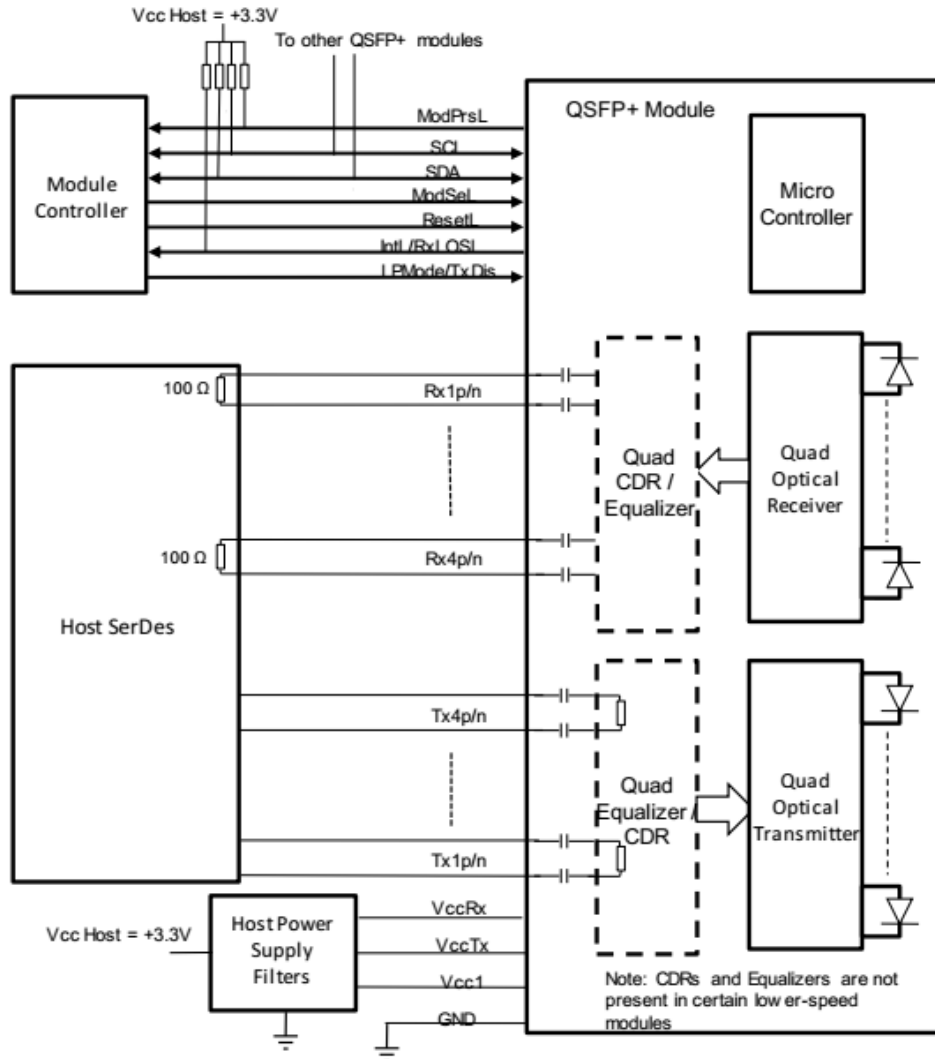 Vcc Host = +3.3V
To other QSFP+ modules
ModPrsL
SCL
SDA
ModSeL
ResetL
IntL/RxLOSL
LPMode/TxDis
Module
Controller
QSFP+ Module
Micro
Controller
100 Ω
Rx1p/n
100 Ω
Rx4p/n
Host SerDes
Tx4p/n
Tx1p/n
Quad
CDR /
Equalizer
Quad
Optical
Receiver
Quad
Equalizer /
CDR
Quad
Optical
Transmitter
Vcc Host = +3.3V
Host Power
Supply
Filters
VccRx
VccTx
Vcc1
GND
Note: CDRs and Equalizers are not
present in certain lower-speed
modules